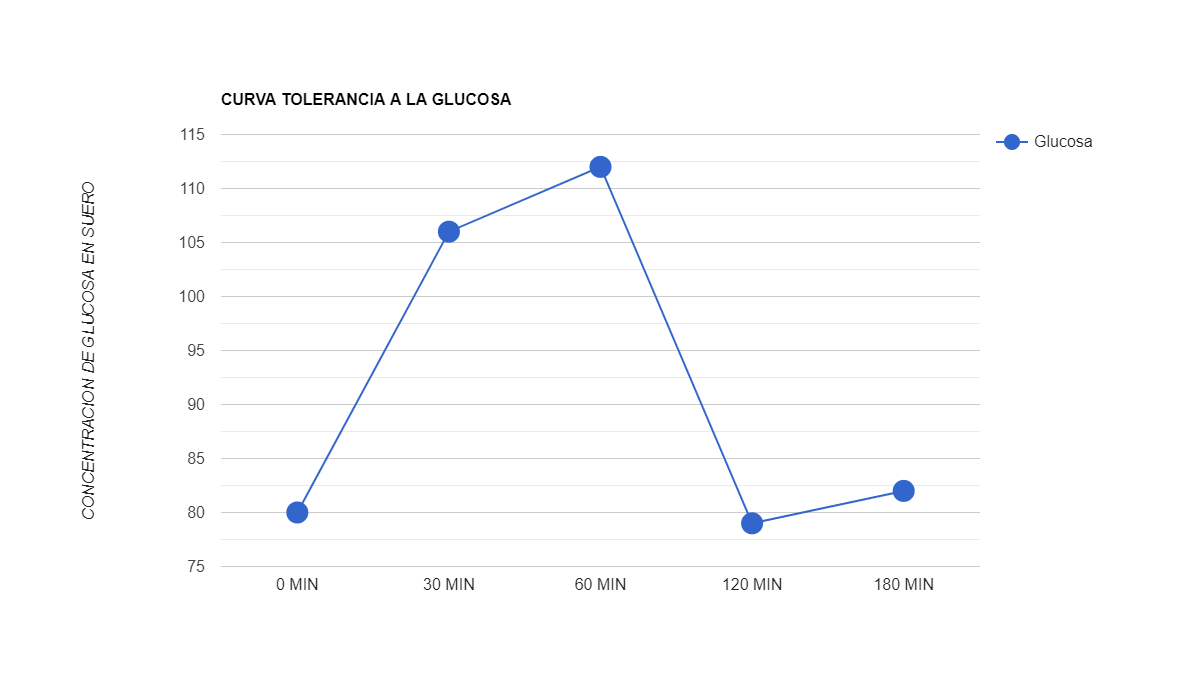 CURVA TOLERANCIA A LA GLUCOSA
Glucosa
CONCENTRACION DE GLUCOSA EN SUERO
115
110
105
100
95
90
85
80
75
0 MIN
30 MIN
60 MIN
120 MIN
180 MIN